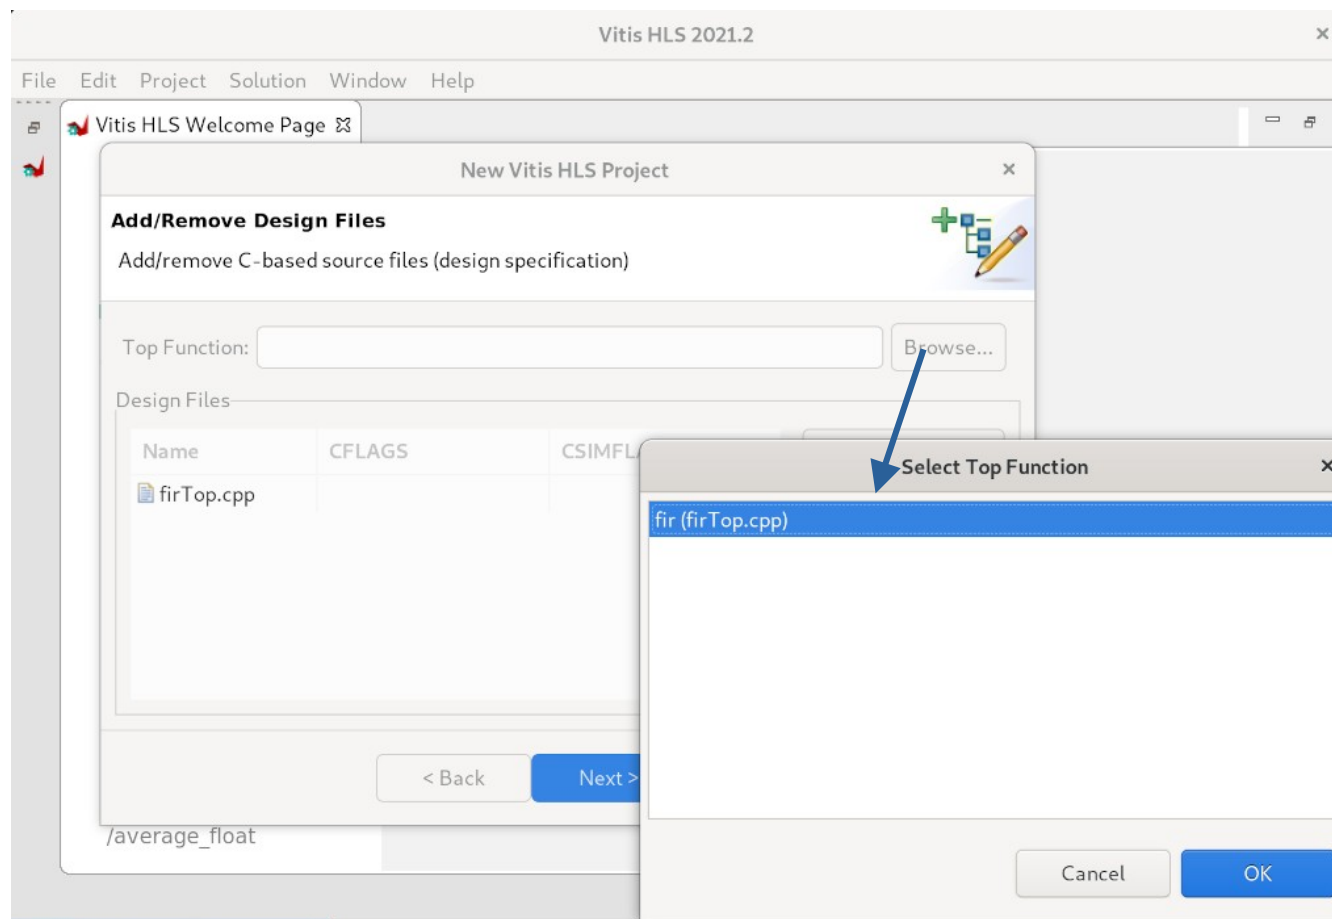 Vitis HLS 2021.2
File Edit Project Solution Window Help
Vitis HLS Welcome Page
New Vitis HLS Project
Add/Remove Design Files
Add/remove C-based source files (design specification)
Top Function:
Browse...
Design Files
Name CFLAGS CSIMFL
firTop.cpp
Select Top Function
fir (firTop.cpp)
< Back Next >
/average_float
Cancel OK